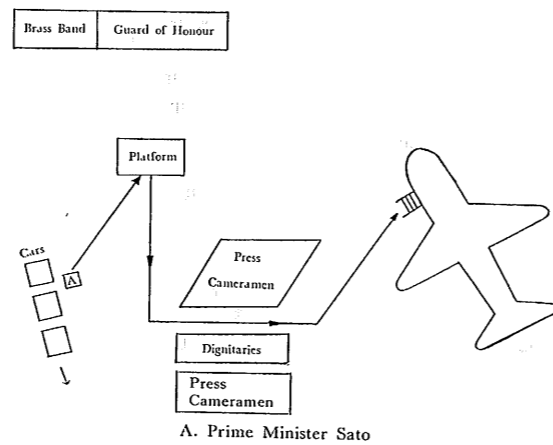 Brass Band
Guard of Honour
Platform
Cars
A
Press
Cameramen
Dignitaries
Press
Cameramen
A. Prime Minister Sato